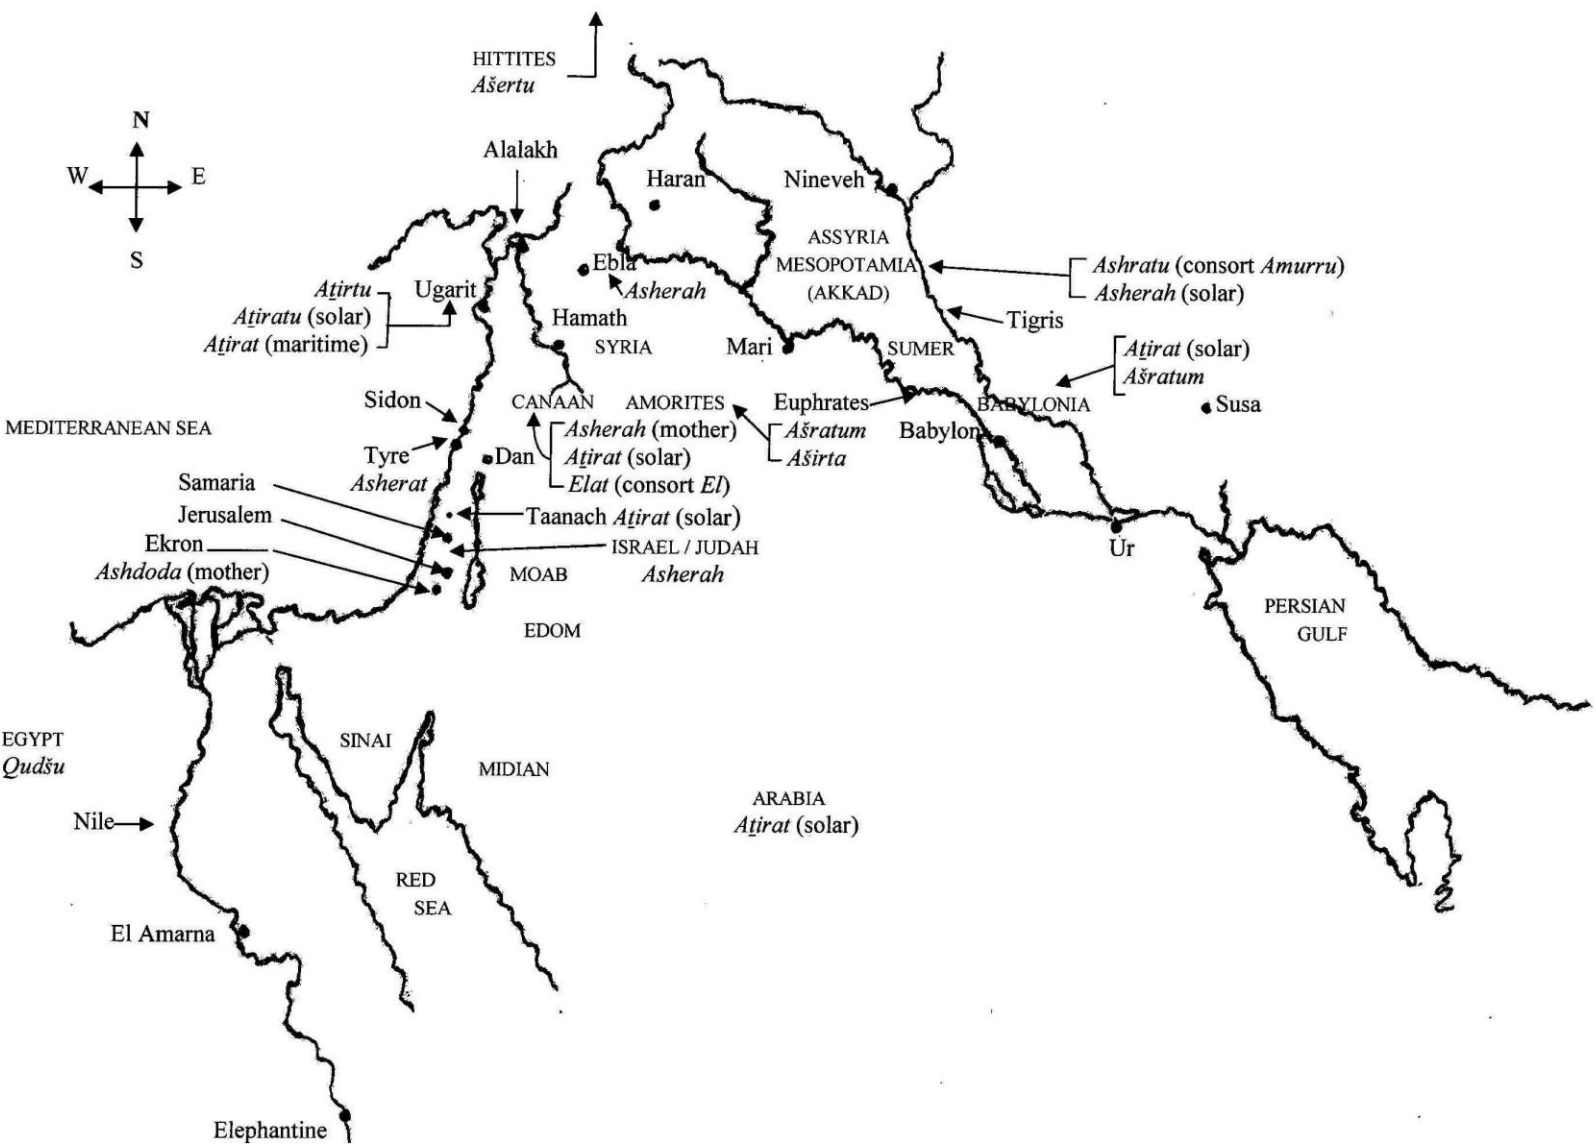 HITTITES
Ašertu
N
W
E
S
Alalakh
Haran
Nineveh
ASSYRIA
MESOPOTAMIA
(AKKAD)
Ashratu (consort Amurru)
Asherah (solar)
Ebla
Asherah
Aṯirtu
Aṯiratu (solar)
Aṯirat (maritime)
Ugarit
Hamath
SYRIA
Tigris
Mari
SUMER
Aṯirat (solar)
Ašratum
Sidon
CANAAN
Asherah (mother)
Aṯirat (solar)
Elat (consort El)
AMORITES
Ašratum
Aširta
Euphrates
BABYLONIA
Babylon
Susa
MEDITERRANEAN SEA
Tyre
Asherat
Dan
Samaria
Jerusalem
Ekron
Ashdoda (mother)
Taanach Aṯirat (solar)
ISRAEL / JUDAH
Asherah
MOAB
EDOM
Ur
PERSIAN
GULF
EGYPT
Qudšu
SINAI
MIDIAN
Nile
ARABIA
Aṯirat (solar)
RED
SEA
El Amarna
Elephantine